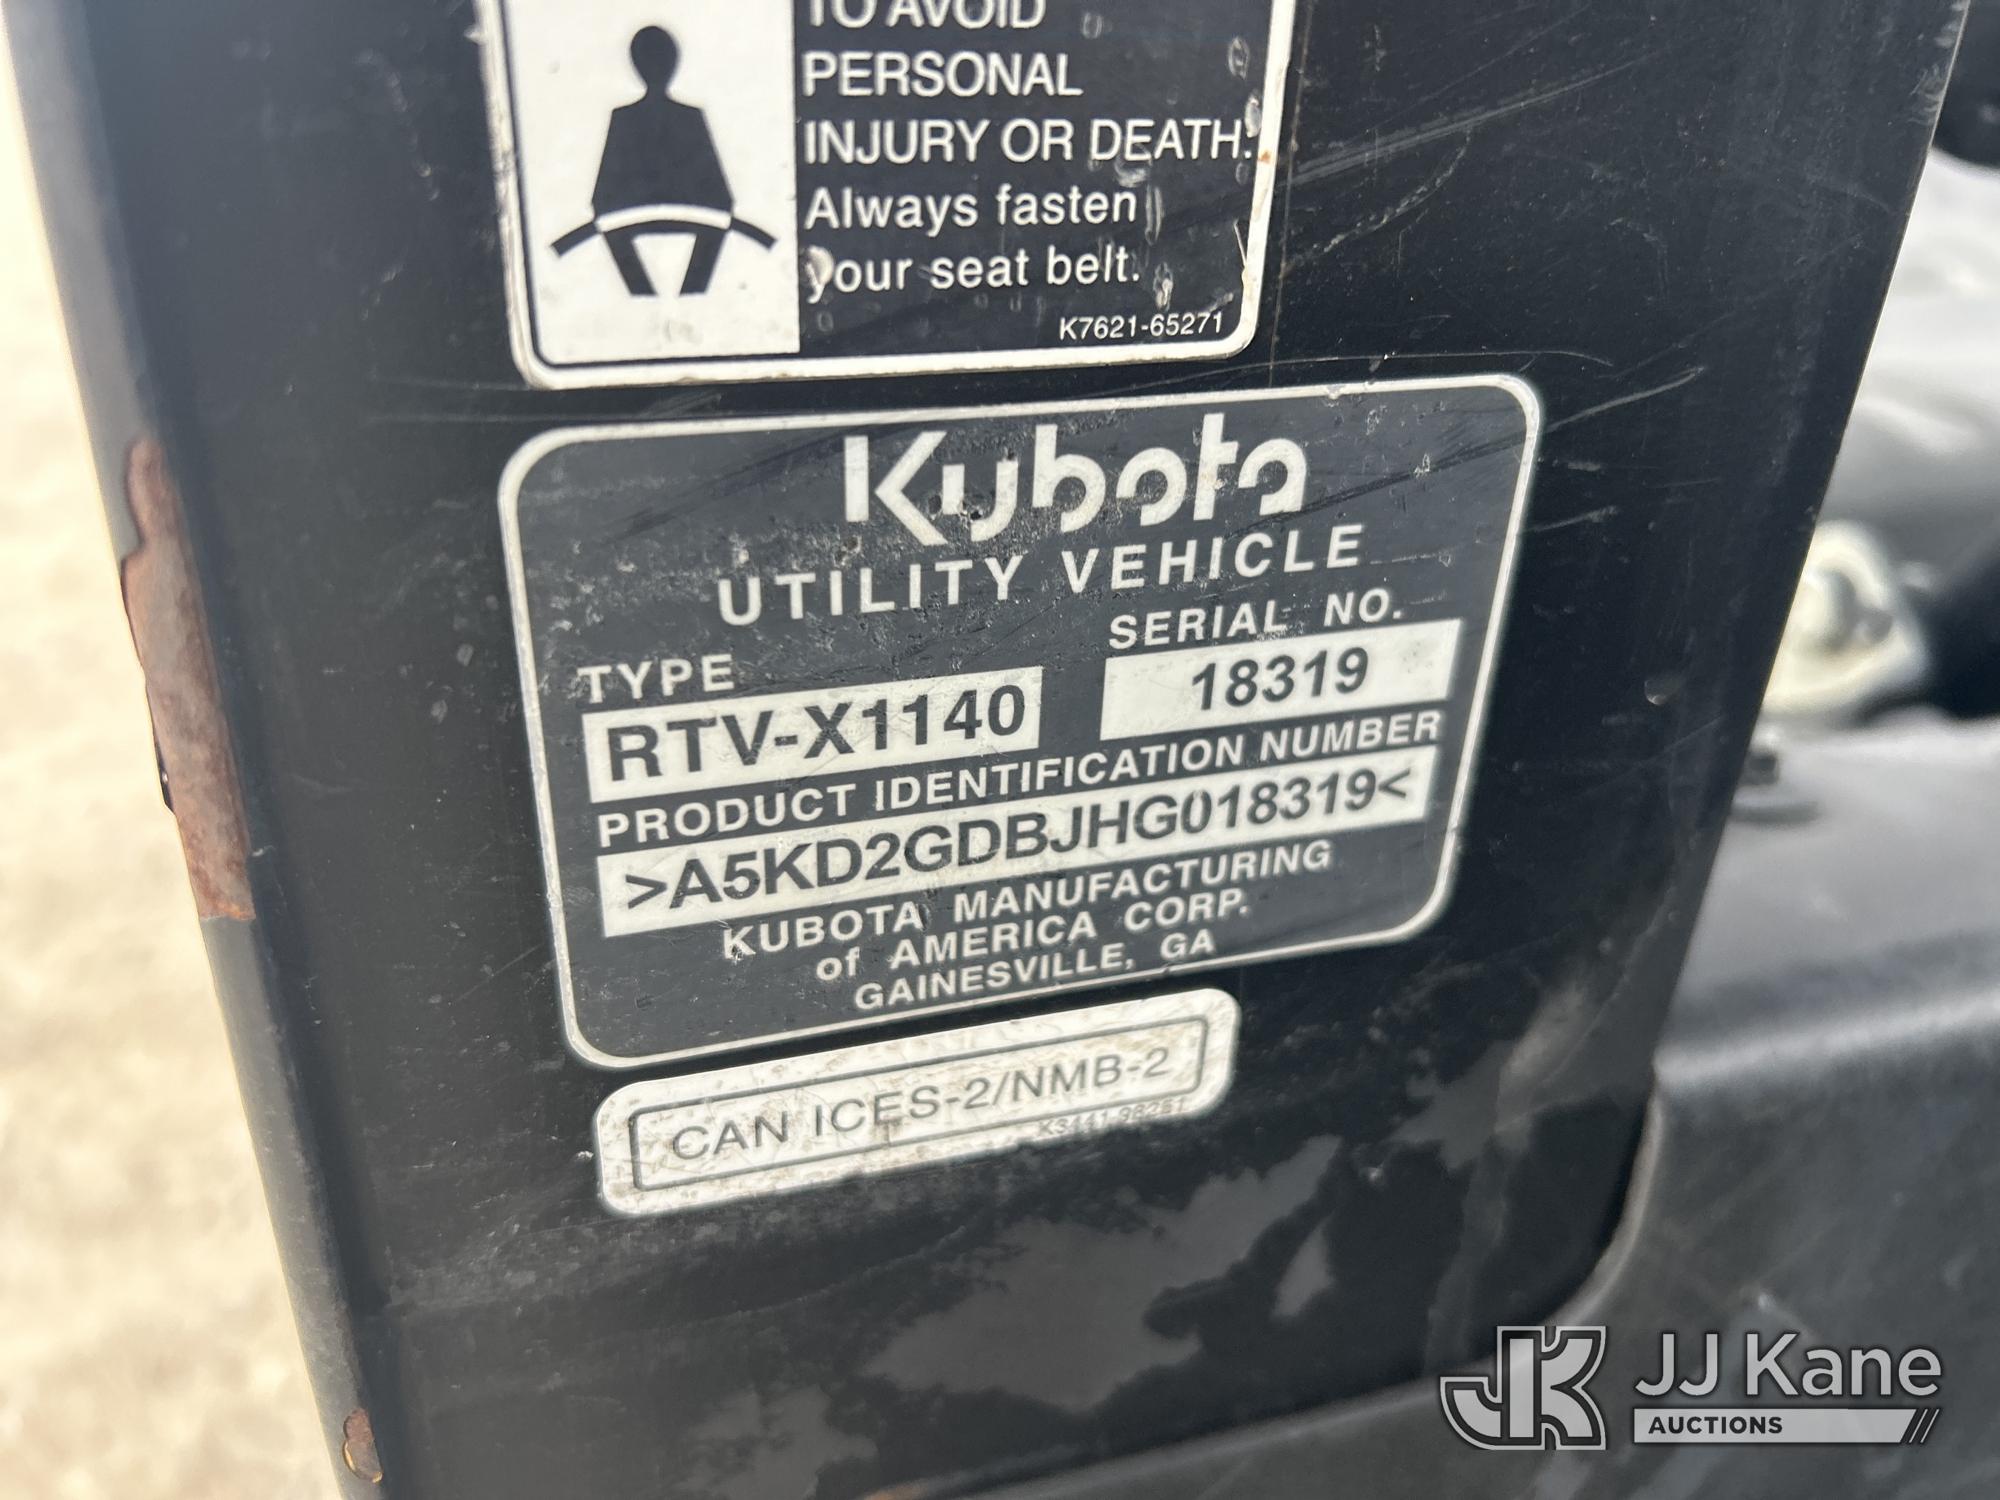 TO AVOID
PERSONAL
INJURY OR DEATH:
Always fasten
your seat belt.
K7621-65271
Kubota
UTILITY VEHICLE
TYPE
SERIAL NO.
RTV-X1140
18319
PRODUCT IDENTIFICATION NUMBER
>A5KD2GDBJHG018319<
KUBOTA MANUFACTURING
of AMERICA CORP.
GAINESVILLE, GA
CAN ICES-2/NMB-2
JK
JJ Kane
AUCTIONS